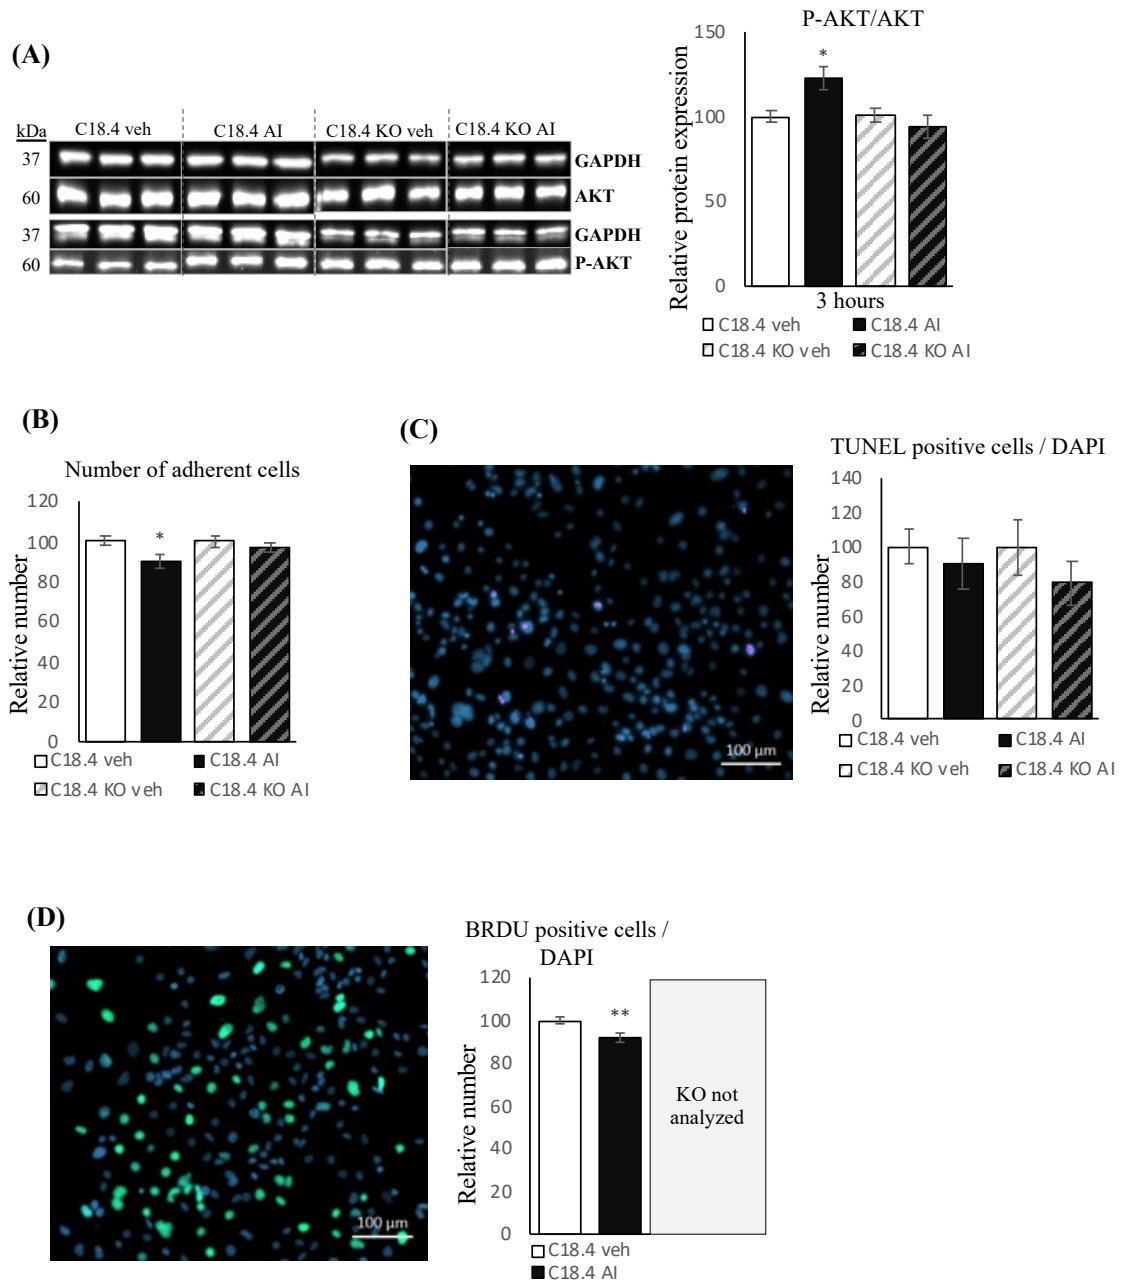 (A)
kDa
C18.4 veh
C18.4 AI
C18.4 KO veh
C18.4 KO AI
37
GAPDH
60
AKT
37
GAPDH
60
P-AKT
P-AKT/AKT
Relative protein expression
150
100
50
0
*
3 hours
C18.4 veh
C18.4 AI
C18.4 KO veh
C18.4 KO AI
(B)
Number of adherent cells
Relative number
120
100
80
60
40
20
0
*
C18.4 veh
C18.4 AI
C18.4 KO veh
C18.4 KO AI
(C)
100 µm
TUNEL positive cells / DAPI
Relative number
140
120
100
80
60
40
20
0
C18.4 veh
C18.4 AI
C18.4 KO veh
C18.4 KO AI
(D)
100 µm
BRDU positive cells /
DAPI
Relative number
120
100
80
60
40
20
0
**
KO not
analyzed
C18.4 veh
C18.4 AI